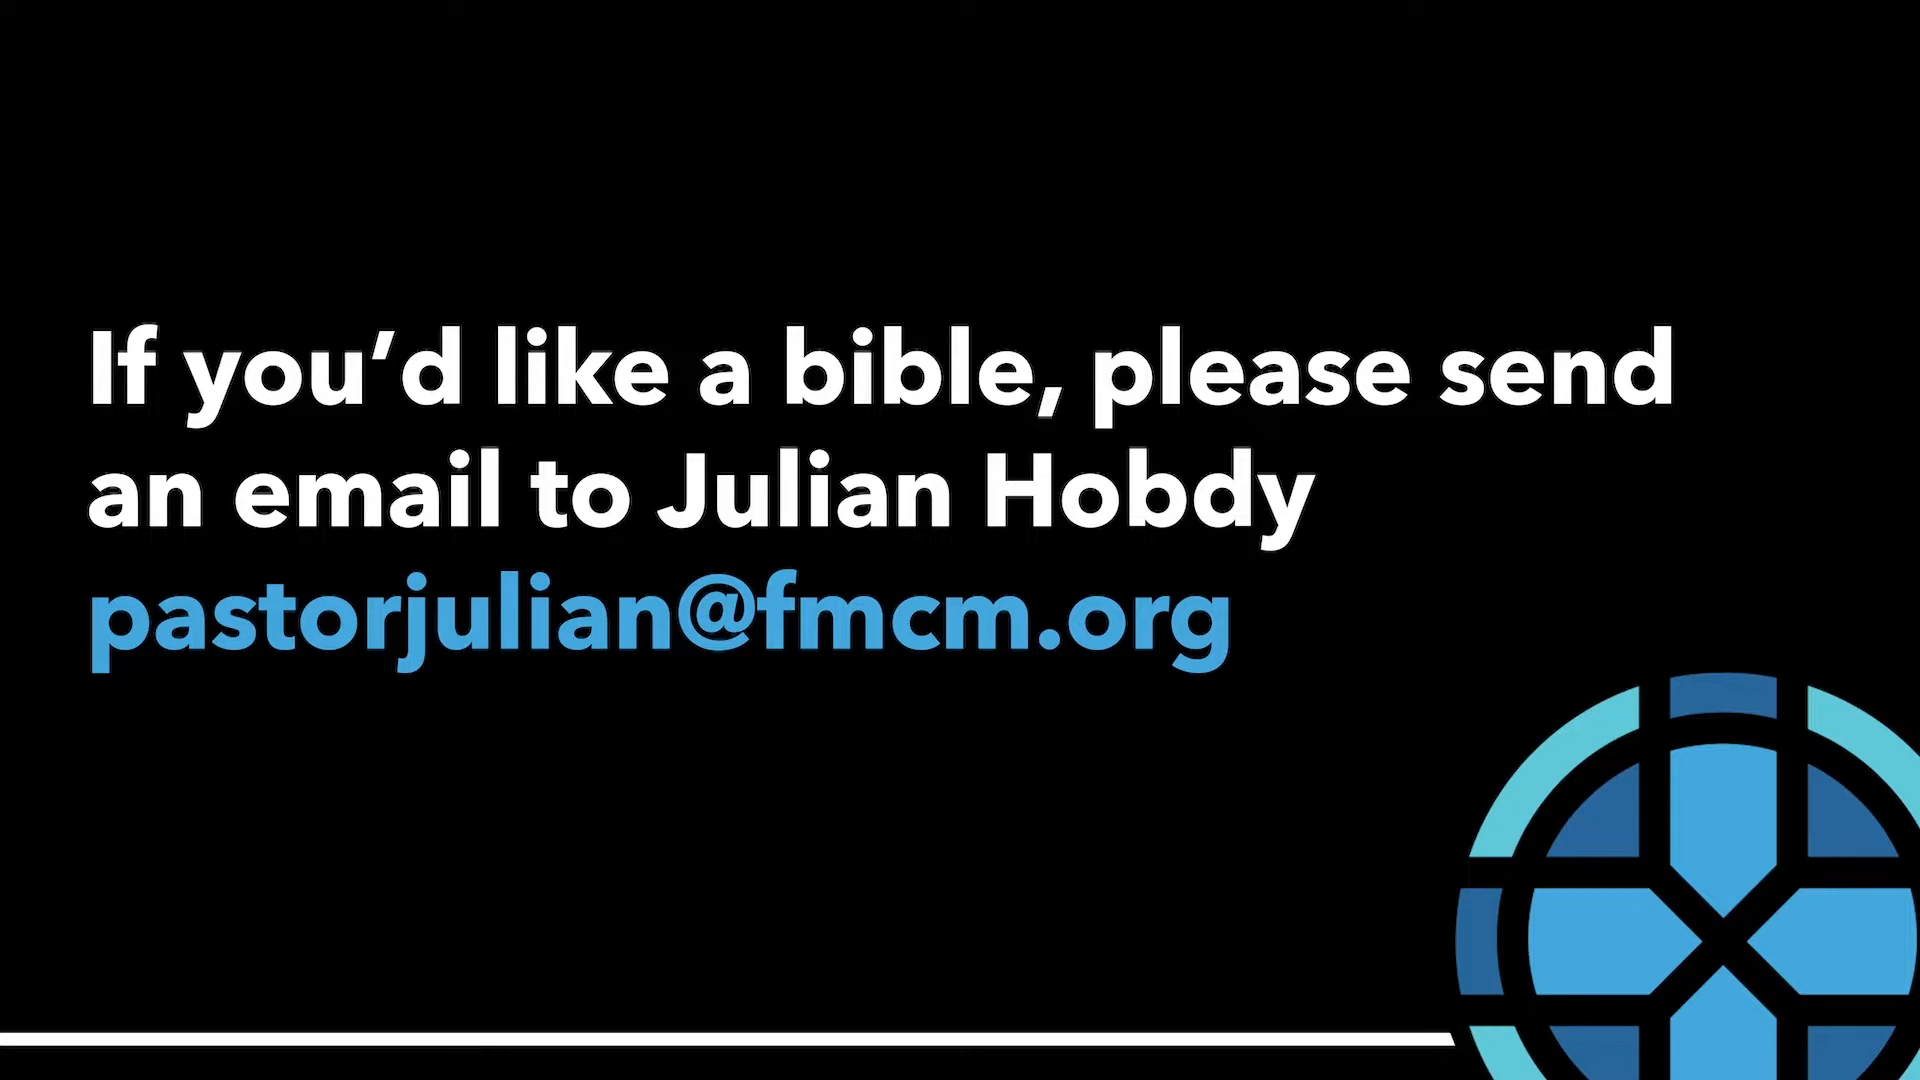 If you’d like a bible, please send
an email to Julian Hobdy
pastorjulian@fmcm.org